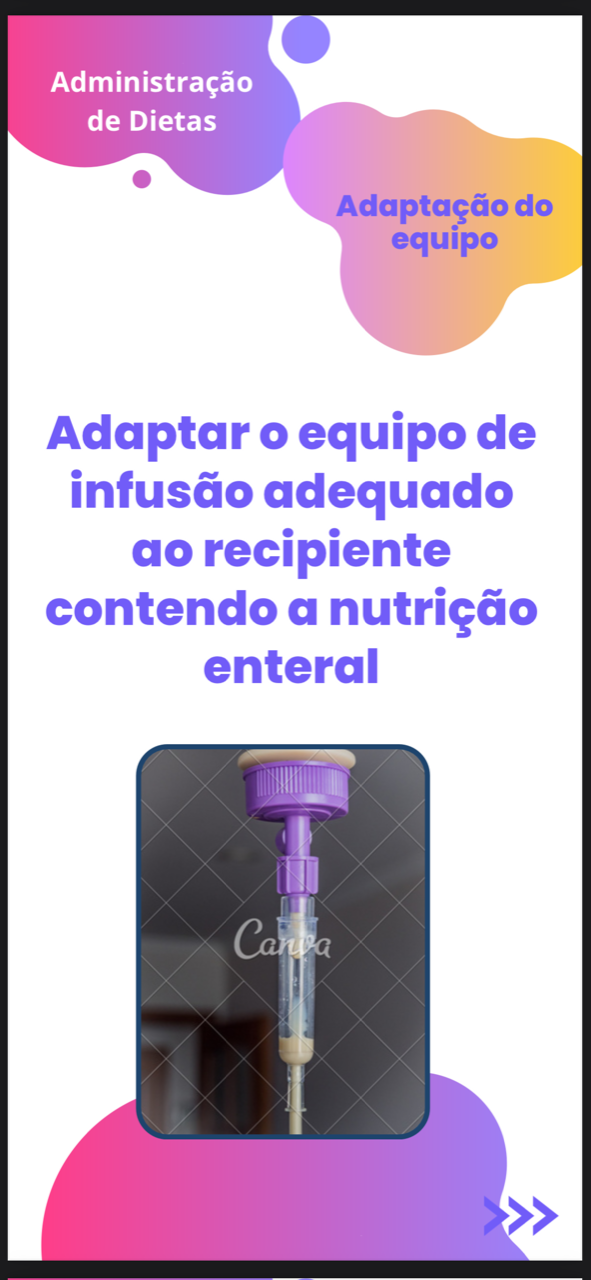 Administração
de Dietas
Adaptação do
equipo
Adaptar o equipo de
infusão adequado
ao recipiente
contendo a nutrição
enteral
Canva